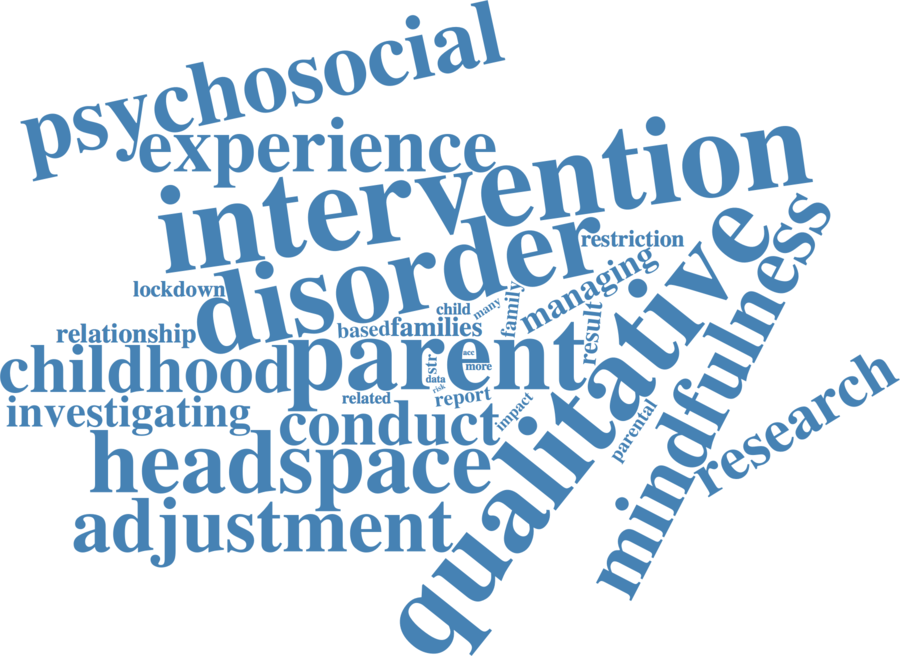 psychosocial
experience
intervention
disorder
restriction
lockdown
managing
qualitative
mindfulness
child
many
family
relationship
based
families
result
childhood
parent
str
acc
more
data
risk
related
report
impact
parental
research
investigating
conduct
headspace
adjustment